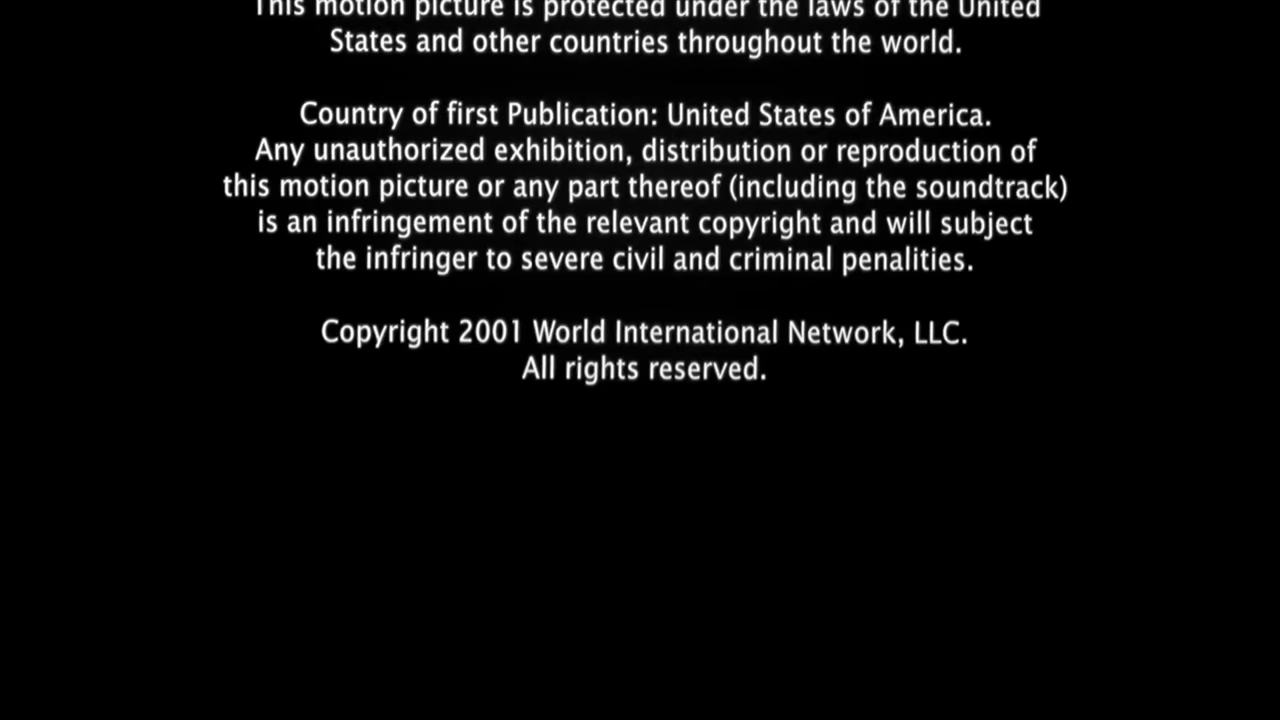 This motion picture is protected under the laws of the United
States and other countries throughout the world.
Country of first Publication: United States of America.
Any unauthorized exhibition, distribution or reproduction of
this motion picture or any part thereof (including the soundtrack)
is an infringement of the relevant copyright and will subject
the infringer to severe civil and criminal penalities.
Copyright 2001 World International Network, LLC.
All rights reserved.